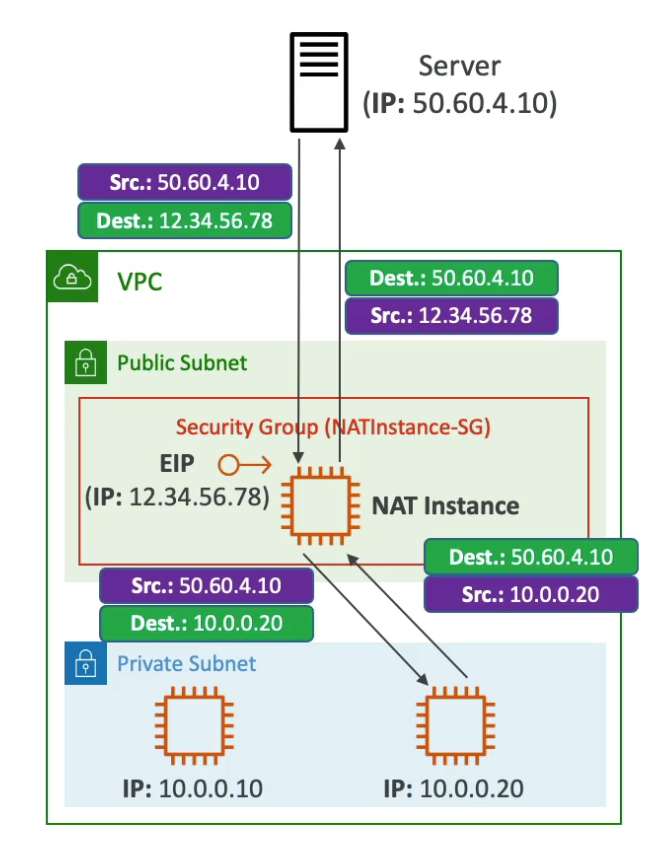 Server
(IP: 50.60.4.10)
Src.: 50.60.4.10
Dest.: 12.34.56.78
VPC
Dest.: 50.60.4.10
Src.: 12.34.56.78
Public Subnet
Security Group (NATInstance-SG)
EIP
(IP: 12.34.56.78)
NAT Instance
Dest.: 50.60.4.10
Src.: 10.0.0.20
Src.: 50.60.4.10
Dest.: 10.0.0.20
Private Subnet
IP: 10.0.0.10
IP: 10.0.0.20